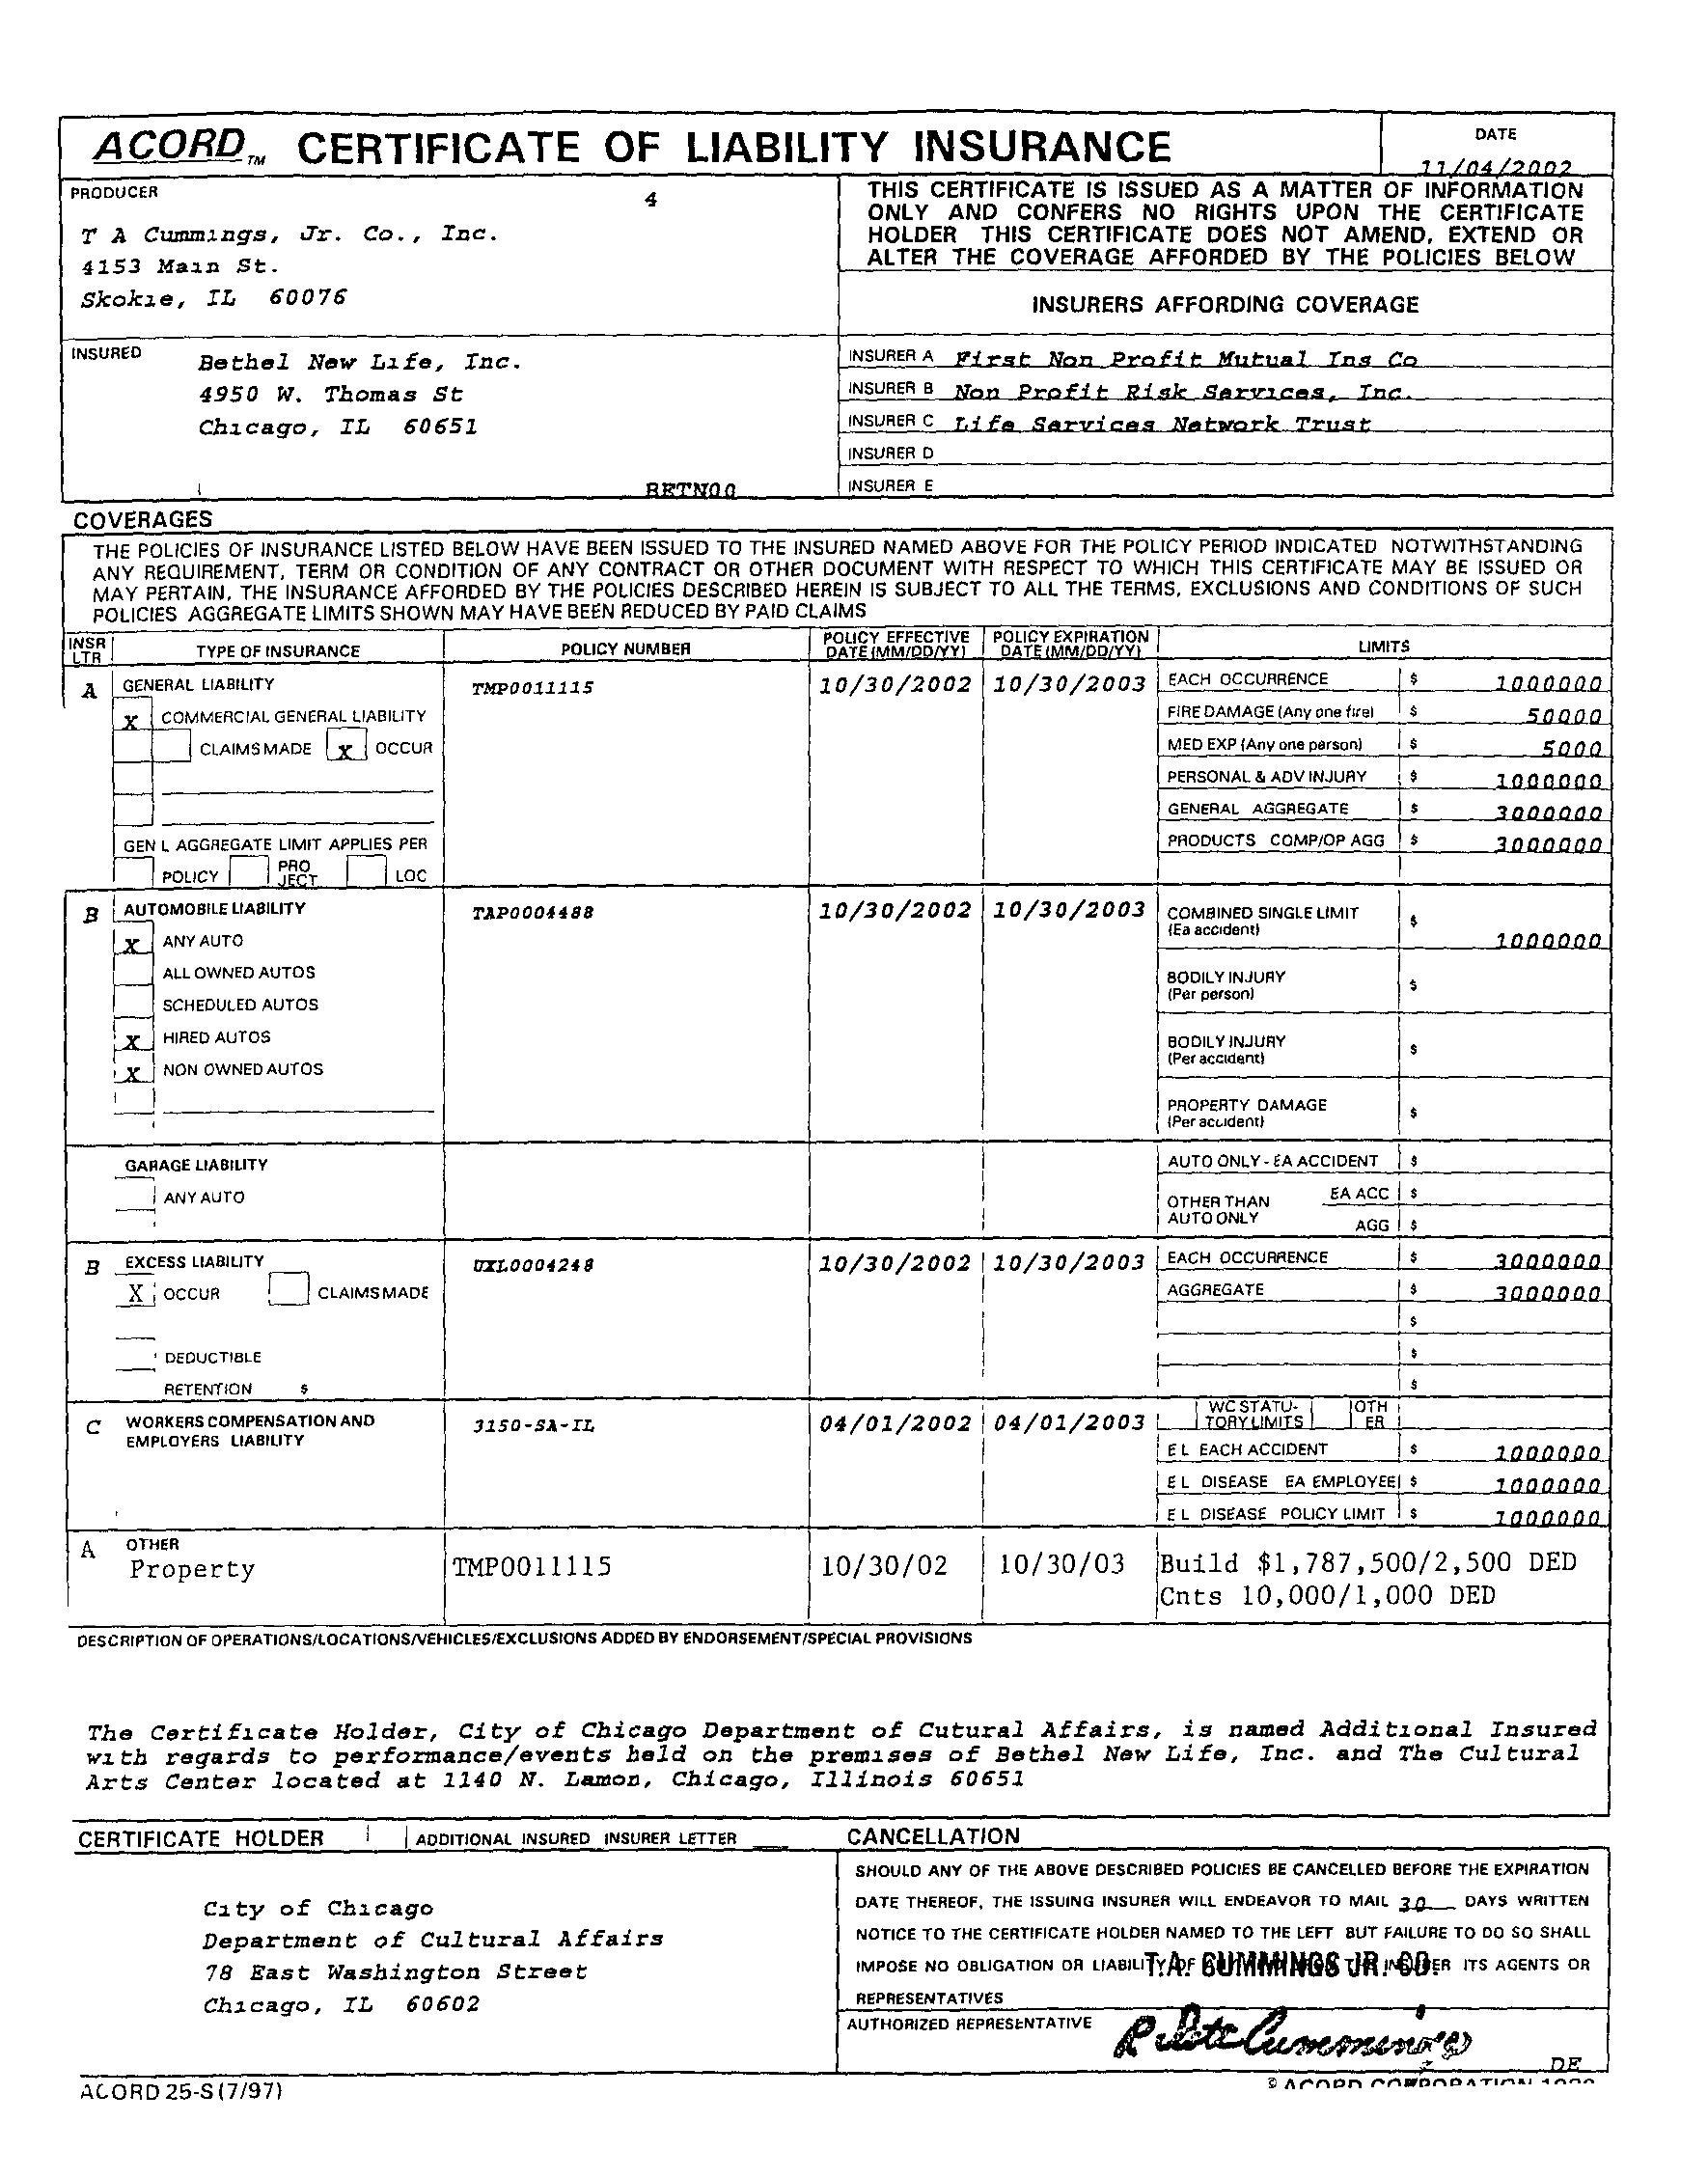 ACORD TM CERTIFICATE OF LIABILITY INSURANCE
DATE
11/04/2002
PRODUCER 4
T A Cummings, Jr. Co., Inc.
4153 Main St.
Skokie, IL 60076
THIS CERTIFICATE IS ISSUED AS A MATTER OF INFORMATION
ONLY AND CONFERS NO RIGHTS UPON THE CERTIFICATE
HOLDER THIS CERTIFICATE DOES NOT AMEND, EXTEND OR
ALTER THE COVERAGE AFFORDED BY THE POLICIES BELOW
INSURERS AFFORDING COVERAGE
INSURED
Bethel New Life, Inc.
4950 W. Thomas St
Chicago, IL 60651
BETN00
INSURER A First Non Profit Mutual Ins Co
INSURER B Non Profit Risk Services, Inc.
INSURER C Life Services Network Trust
INSURER D
INSURER E
COVERAGES
THE POLICIES OF INSURANCE LISTED BELOW HAVE BEEN ISSUED TO THE INSURED NAMED ABOVE FOR THE POLICY PERIOD INDICATED NOTWITHSTANDING
ANY REQUIREMENT, TERM OR CONDITION OF ANY CONTRACT OR OTHER DOCUMENT WITH RESPECT TO WHICH THIS CERTIFICATE MAY BE ISSUED OR
MAY PERTAIN, THE INSURANCE AFFORDED BY THE POLICIES DESCRIBED HEREIN IS SUBJECT TO ALL THE TERMS, EXCLUSIONS AND CONDITIONS OF SUCH
POLICIES AGGREGATE LIMITS SHOWN MAY HAVE BEEN REDUCED BY PAID CLAIMS
INSR LTR TYPE OF INSURANCE POLICY NUMBER POLICY EFFECTIVE DATE (MM/DD/YY) POLICY EXPIRATION DATE (MM/DD/YY) LIMITS
A GENERAL LIABILITY TMP0011115 10/30/2002 10/30/2003 EACH OCCURRENCE $ 1000000
X COMMERCIAL GENERAL LIABILITY FIRE DAMAGE (Any one fire) $ 50000
CLAIMS MADE X OCCUR MED EXP (Any one person) $ 5000
PERSONAL & ADV INJURY $ 1000000
GENERAL AGGREGATE $ 3000000
GEN L AGGREGATE LIMIT APPLIES PER PRODUCTS COMP/OP AGG $ 3000000
POLICY PRO JECT LOC
B AUTOMOBILE LIABILITY TAP0004488 10/30/2002 10/30/2003 COMBINED SINGLE LIMIT (Ea accident) $ 1000000
X ANY AUTO
ALL OWNED AUTOS BODILY INJURY (Per person) $
SCHEDULED AUTOS
X HIRED AUTOS BODILY INJURY (Per accident) $
X NON OWNED AUTOS
PROPERTY DAMAGE (Per accident) $
GARAGE LIABILITY AUTO ONLY - EA ACCIDENT $
ANY AUTO OTHER THAN AUTO ONLY EA ACC $
AGG $
B EXCESS LIABILITY UXL0004248 10/30/2002 10/30/2003 EACH OCCURRENCE $ 3000000
X OCCUR CLAIMS MADE AGGREGATE $ 3000000
$
DEDUCTIBLE $
RETENTION $ $
C WORKERS COMPENSATION AND EMPLOYERS LIABILITY 3150-SA-IL 04/01/2002 04/01/2003 WC STATU- TORY LIMITS OTH ER
E L EACH ACCIDENT $ 1000000
E L DISEASE EA EMPLOYEE $ 1000000
E L DISEASE POLICY LIMIT $ 1000000
A OTHER
Property TMP0011115 10/30/02 10/30/03 Build $1,787,500/2,500 DED
Cnts 10,000/1,000 DED
DESCRIPTION OF OPERATIONS/LOCATIONS/VEHICLES/EXCLUSIONS ADDED BY ENDORSEMENT/SPECIAL PROVISIONS
The Certificate Holder, City of Chicago Department of Cutural Affairs, is named Additional Insured
with regards to performance/events held on the premises of Bethel New Life, Inc. and The Cultural
Arts Center located at 1140 N. Lamon, Chicago, Illinois 60651
CERTIFICATE HOLDER ADDITIONAL INSURED INSURER LETTER
City of Chicago
Department of Cultural Affairs
78 East Washington Street
Chicago, IL 60602
CANCELLATION
SHOULD ANY OF THE ABOVE DESCRIBED POLICIES BE CANCELLED BEFORE THE EXPIRATION
DATE THEREOF, THE ISSUING INSURER WILL ENDEAVOR TO MAIL 30 DAYS WRITTEN
NOTICE TO THE CERTIFICATE HOLDER NAMED TO THE LEFT BUT FAILURE TO DO SO SHALL
IMPOSE NO OBLIGATION OR LIABILITY OF ITS AGENTS OR
T.A. CUMMINGS JR. CO.
REPRESENTATIVES
AUTHORIZED REPRESENTATIVE
Cummings
DE
ACORD 25-S (7/97)
© ACORD CORPORATION